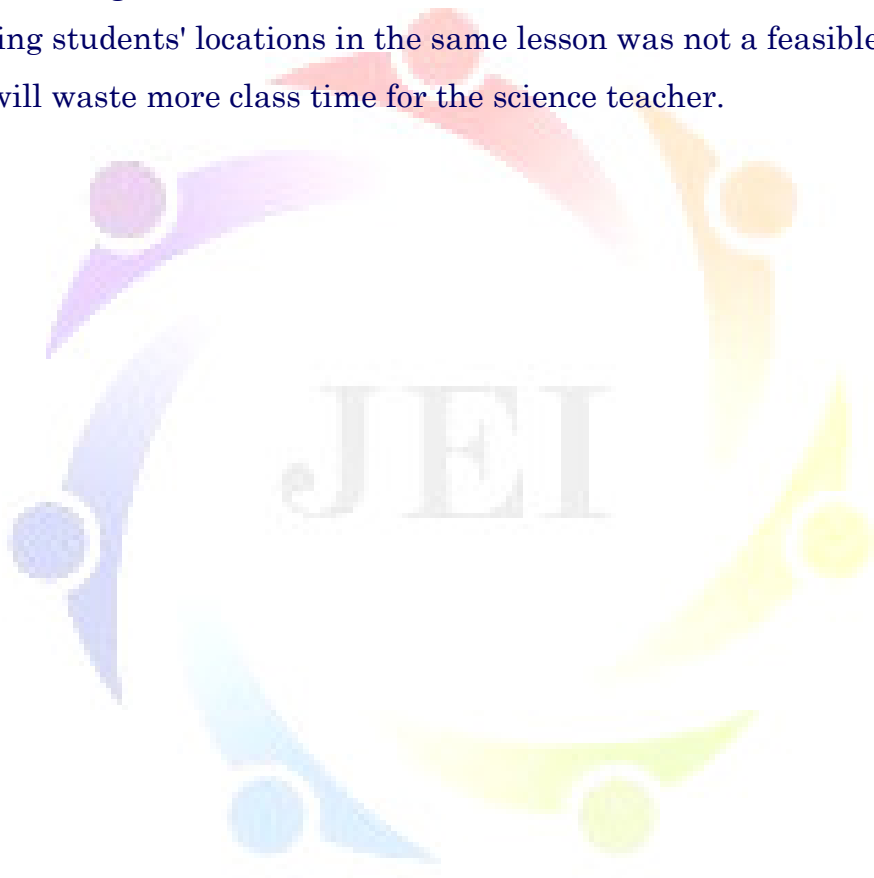 ing students' locations in the same lesson was not a feasible
will waste more class time for the science teacher.
JEI